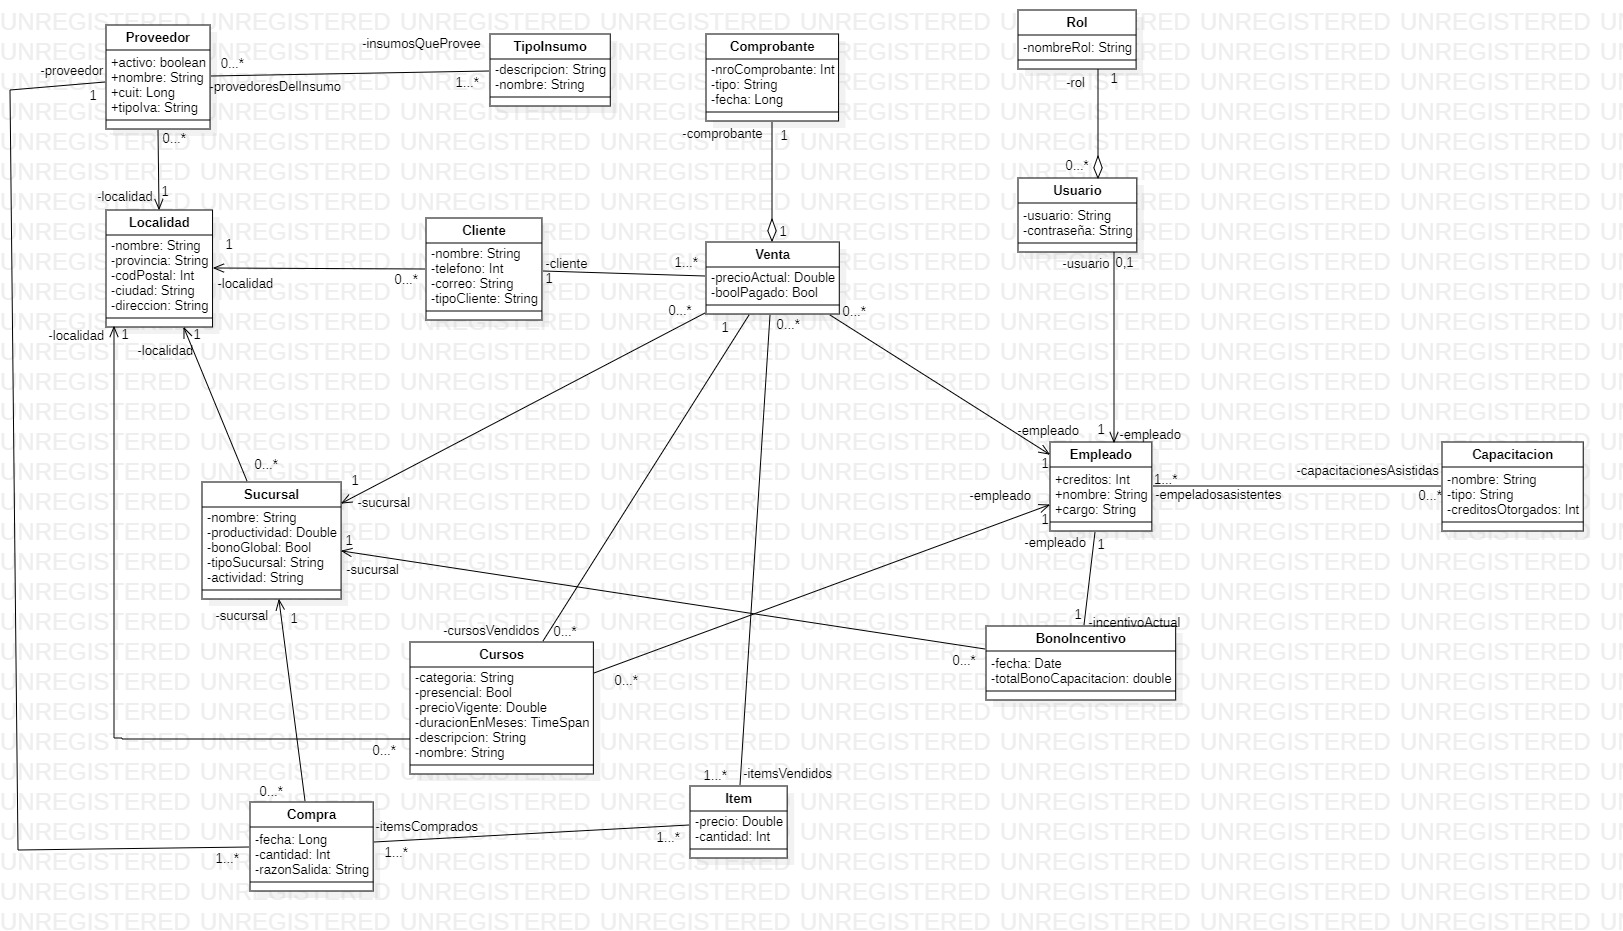 Proveedor
+activo: boolean
+nombre: String
+cuit: Long
+tipoIva: String
-proveedor
1
0...*
-insumosQueProvee
-provedoresDelInsumo
1...*
TipoInsumo
-descripcion: String
-nombre: String
Comprobante
-nroComprobante: Int
-tipo: String
-fecha: Long
-comprobante
1
Rol
-nombreRol: String
-rol
1
0...*
Usuario
-usuario: String
-contraseña: String
-usuario
0,1
0...*
-localidad
1
Localidad
-nombre: String
-provincia: String
-codPostal: Int
-ciudad: String
-direccion: String
1
-localidad
0...*
Cliente
-nombre: String
-telefono: Int
-correo: String
-tipoCliente: String
-cliente
1
1...*
1
Venta
-precioActual: Double
-boolPagado: Bool
0...*
1
0...*
0...*
-localidad
1
1
-localidad
0...*
1
-sucursal
Sucursal
-nombre: String
-productividad: Double
-bonoGlobal: Bool
-tipoSucursal: String
-actividad: String
1
-sucursal
-sucursal
1
-empleado
1
1
-empleado
Empleado
+creditos: Int
+nombre: String
+cargo: String
-empleado
1
-empleado
1
1...*
-empeladosasistentes
-capacitacionesAsistidas
0...*
Capacitacion
-nombre: String
-tipo: String
-creditosOtorgados: Int
1
-incentivoActual
BonoIncentivo
-fecha: Date
-totalBonoCapacitacion: double
0...*
-cursosVendidos
0...*
Cursos
-categoria: String
-presencial: Bool
-precioVigente: Double
-duracionEnMeses: TimeSpan
-descripcion: String
-nombre: String
0...*
0...*
1...*
-itemsVendidos
Item
-precio: Double
-cantidad: Int
0...*
Compra
-fecha: Long
-cantidad: Int
-razonSalida: String
1...*
-itemsComprados
1...*
1...*
UNREGISTERED